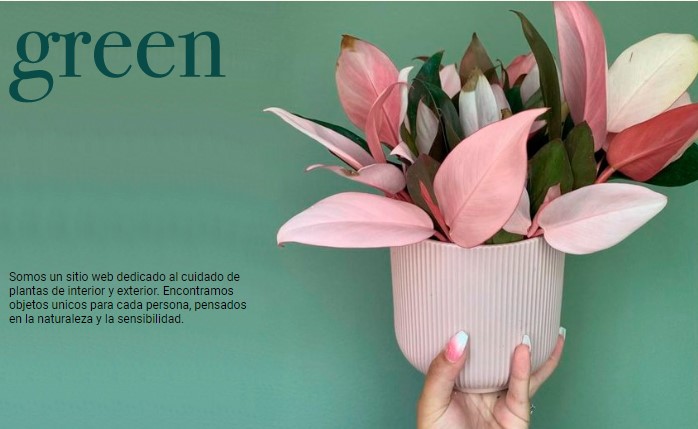 green
Somos un sitio web dedicado al cuidado de
plantas de interior y exterior. Encontramos
objetos unicos para cada persona, pensados
en la naturaleza y la sensibilidad.